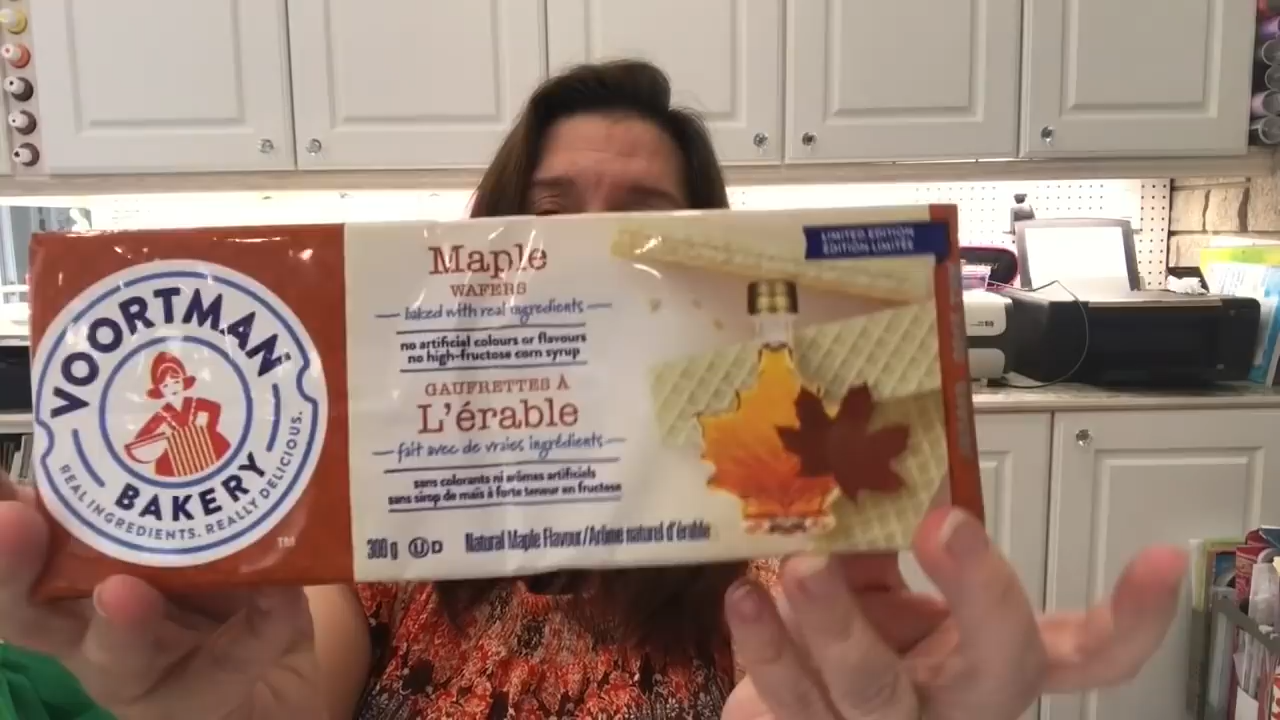 VOORTMAN
BAKERY
REAL INGREDIENTS. REALLY DELICIOUS.
TM
Maple
WAFERS
baked with real ingredients
no artificial colours or flavours
no high-fructose corn syrup
GAUFRETTES À
L'érable
fait avec de vraies ingrédients
sans colorants ni arômes artificiels
sans sirop de maïs à forte teneur en fructose
300 g U D Natural Maple Flavour/Arôme naturel d'érable
LIMITED EDITION
ÉDITION LIMITÉE